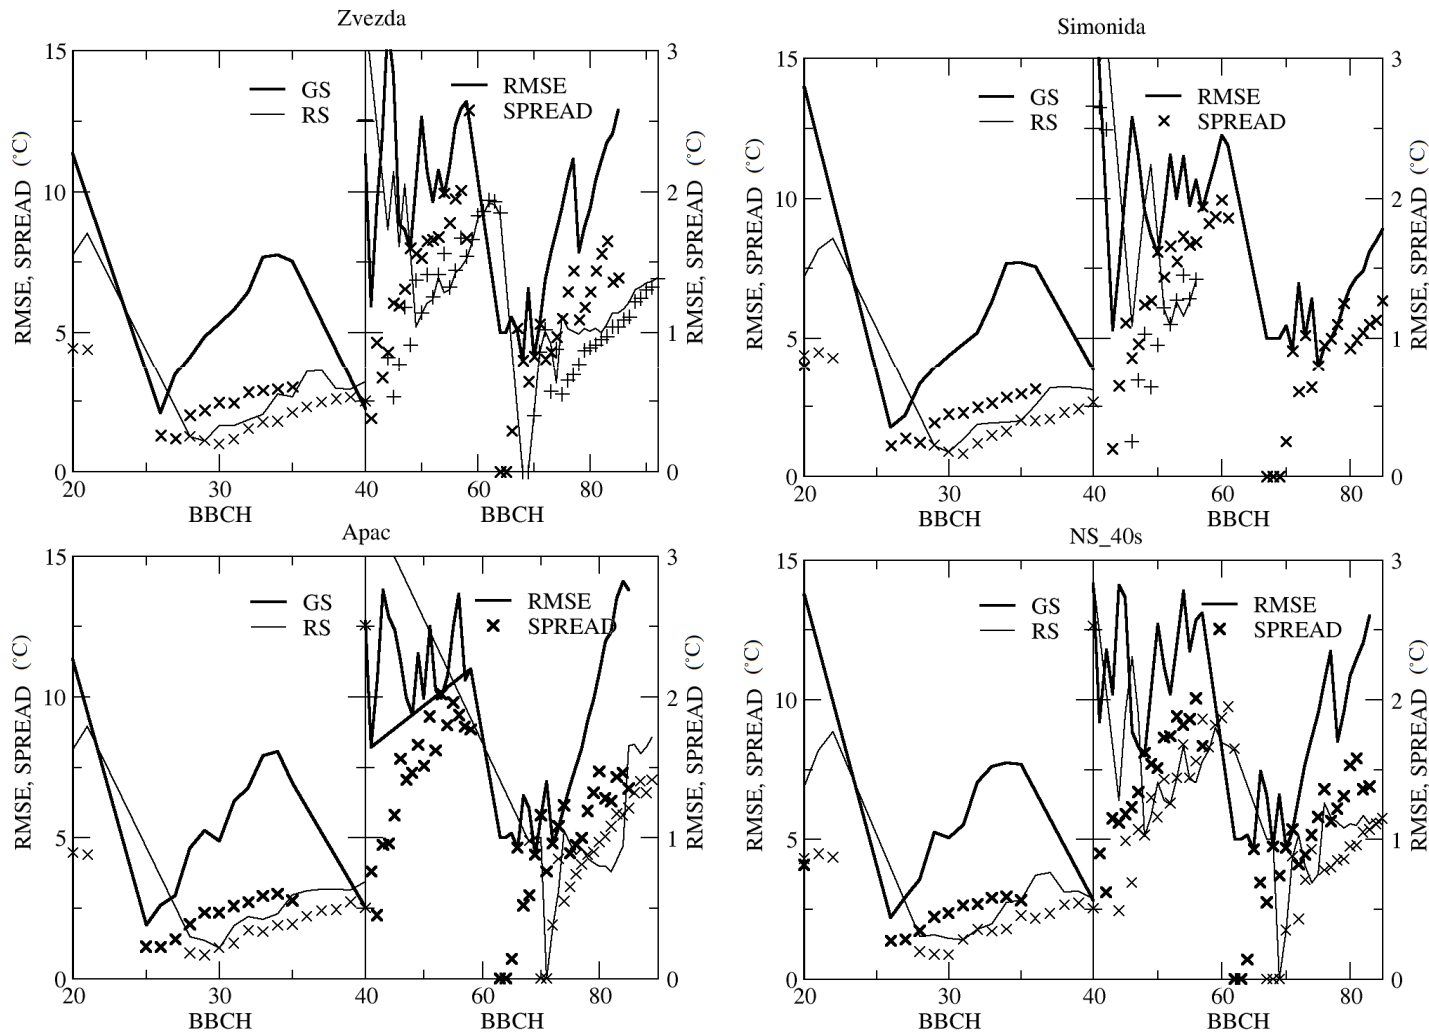 Zvezda
15
10
5
0
RMSE, SPREAD (°C)
GS
RS
RMSE
SPREAD
3
2
1
0
RMSE, SPREAD (°C)
20
30
40
60
80
BBCH
BBCH
Simonida
15
10
5
0
RMSE, SPREAD (°C)
GS
RS
RMSE
SPREAD
3
2
1
0
RMSE, SPREAD (°C)
20
30
40
60
80
BBCH
BBCH
Apac
15
10
5
0
RMSE, SPREAD (°C)
GS
RS
RMSE
SPREAD
3
2
1
0
RMSE, SPREAD (°C)
20
30
40
60
80
BBCH
BBCH
NS_40s
15
10
5
0
RMSE, SPREAD (°C)
GS
RS
RMSE
SPREAD
3
2
1
0
RMSE, SPREAD (°C)
20
30
40
60
80
BBCH
BBCH